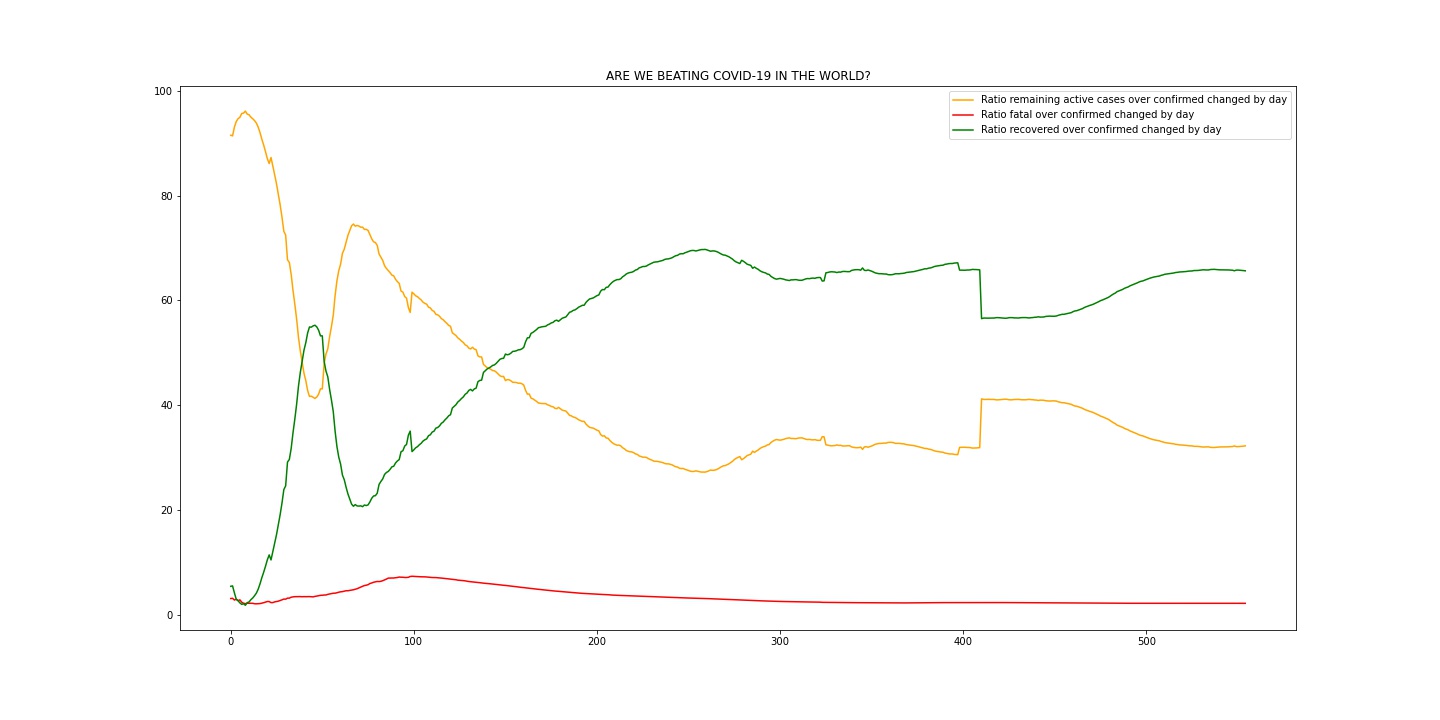 ARE WE BEATING COVID-19 IN THE WORLD?
100
80
60
40
20
0
Ratio remaining active cases over confirmed changed by day
Ratio fatal over confirmed changed by day
Ratio recovered over confirmed changed by day
0 100 200 300 400 500